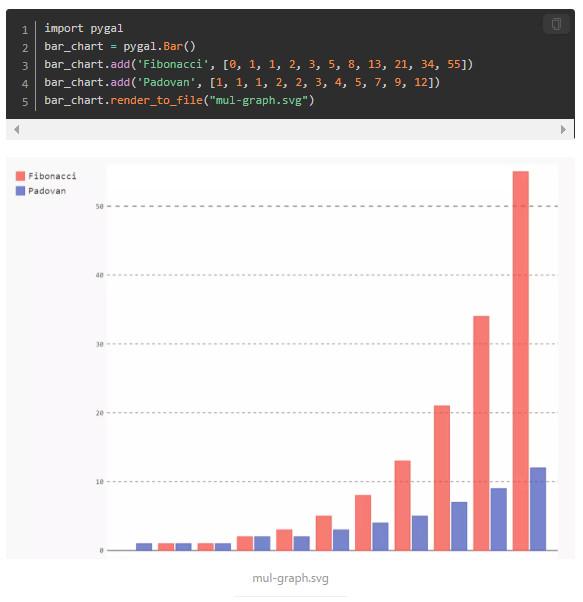 1 import pygal
2 bar_chart = pygal.Bar()
3 bar_chart.add('Fibonacci', [0, 1, 1, 2, 3, 5, 8, 13, 21, 34, 55])
4 bar_chart.add('Padovan', [1, 1, 1, 2, 2, 3, 4, 5, 7, 9, 12])
5 bar_chart.render_to_file("mul-graph.svg")
Fibonacci
Padovan
50
40
30
20
10
0
mul-graph.svg